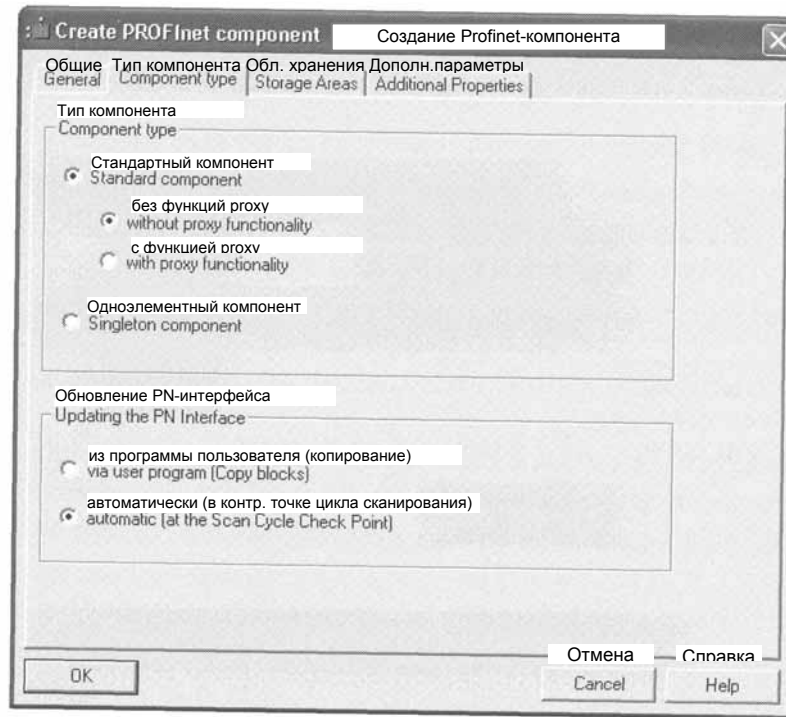 Create PROFInet component Создание Profinet-компонента
Общие Тип компонента Обл. хранения Дополн.параметры
General Component type Storage Areas Additional Properties
Тип компонента
Component type
Стандартный компонент
Standard component
без функций proxy
without proxy functionality
с функцией proxy
with proxy functionality
Одноэлементный компонент
Singleton component
Обновление PN-интерфейса
Updating the PN Interface
из программы пользователя (копирование)
via user program (Copy blocks)
автоматически (в контр. точке цикла сканирования)
automatic (at the Scan Cycle Check Point)
Отмена Справка
OK Cancel Help